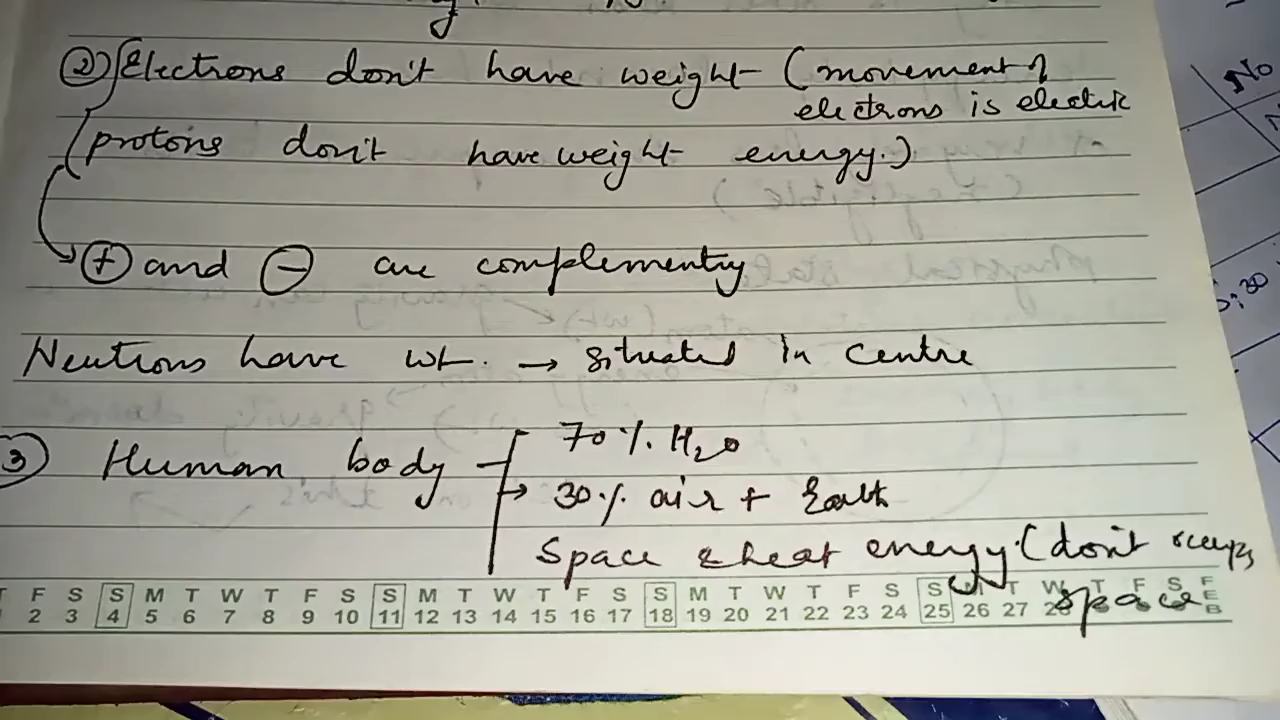 ② Electrons don't have weight (movement of
electrons is electric
protons don't have weight energy.)
⊕ and ⊖ are complementry
Neutrons have wt. → situated in centre
③ Human body → 70% H₂O
→ 30% air + Earth
Space & heat energy. (don't occupy
space
F S S M T W T F S S M T W T F S S M T W T F S S M T W T F S FEB
2 3 4 5 6 7 8 9 10 11 12 13 14 15 16 17 18 19 20 21 22 23 24 25 26 27
No